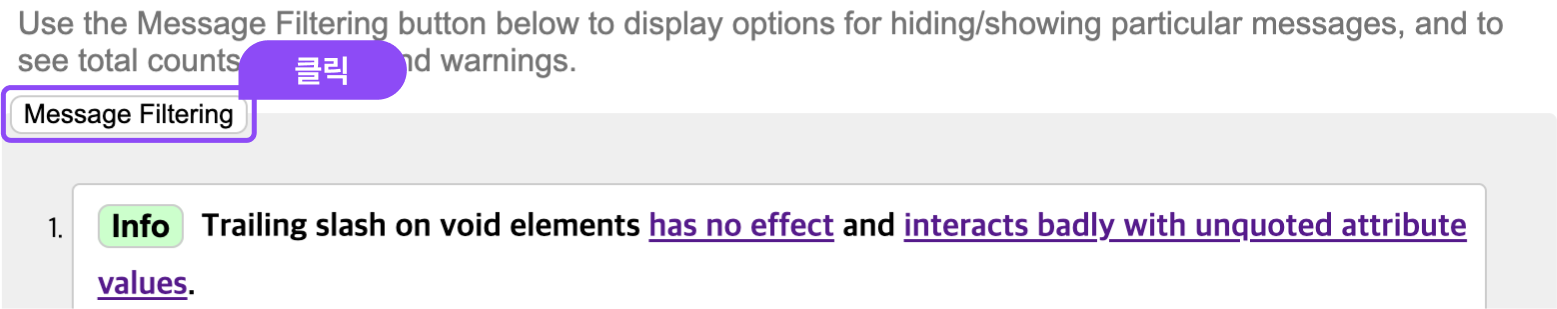 Use the Message Filtering button below to display options for hiding/showing particular messages, and to
see total counts nd warnings.
클릭
Message Filtering
1. Info Trailing slash on void elements has no effect and interacts badly with unquoted attribute
values.